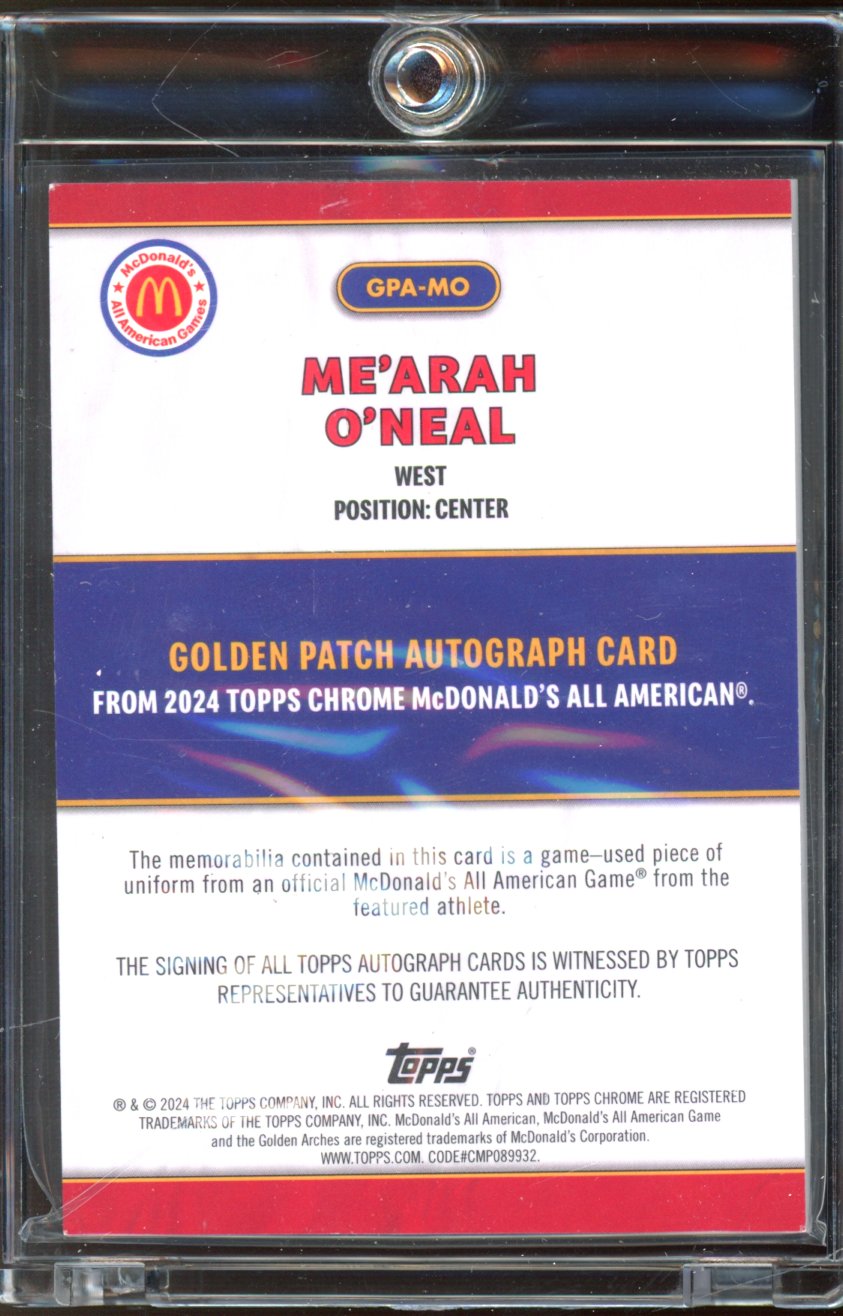 McDonald's
All American Games
GPA-MO
ME'ARAH
O'NEAL
WEST
POSITION: CENTER
GOLDEN PATCH AUTOGRAPH CARD
FROM 2024 TOPPS CHROME McDONALD'S ALL AMERICAN®.
The memorabilia contained in this card is a game–used piece of
uniform from an official McDonald's All American Game® from the
featured athlete.
THE SIGNING OF ALL TOPPS AUTOGRAPH CARDS IS WITNESSED BY TOPPS
REPRESENTATIVES TO GUARANTEE AUTHENTICITY.
topps®
® & © 2024 THE TOPPS COMPANY, INC. ALL RIGHTS RESERVED. TOPPS AND TOPPS CHROME ARE REGISTERED
TRADEMARKS OF THE TOPPS COMPANY, INC. McDonald's All American, McDonald's All American Game
and the Golden Arches are registered trademarks of McDonald's Corporation.
WWW.TOPPS.COM. CODE#CMP089932.